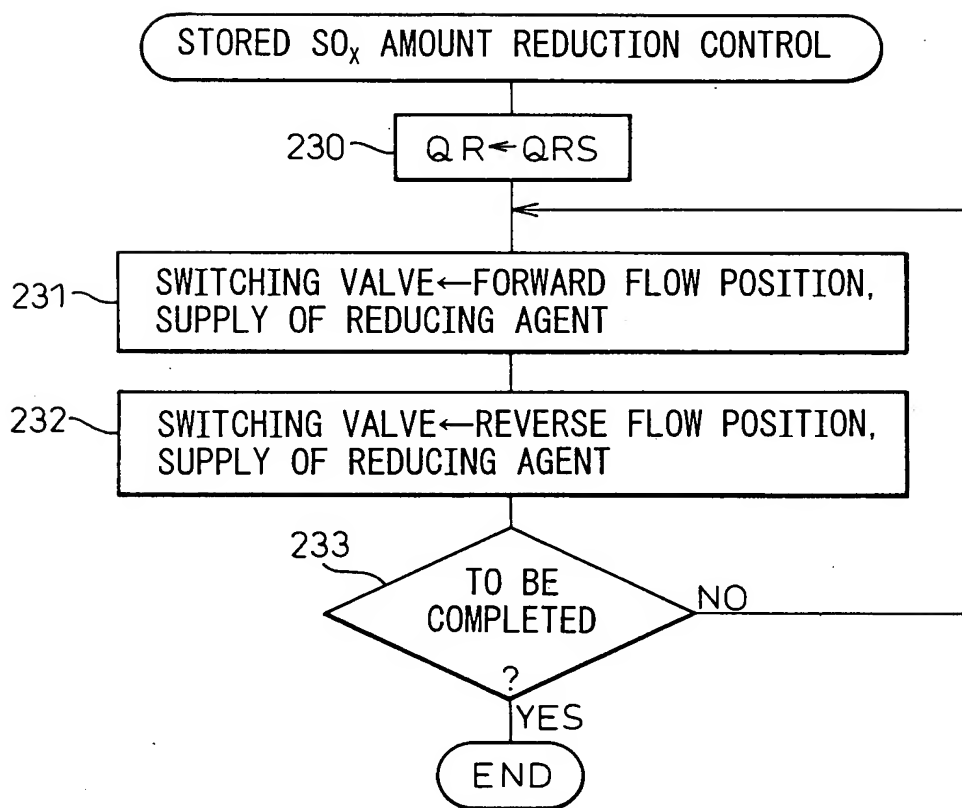 STORED SOₓ AMOUNT REDUCTION CONTROL
230
QR←QRS
231
SWITCHING VALVE←FORWARD FLOW POSITION,
SUPPLY OF REDUCING AGENT
232
SWITCHING VALVE←REVERSE FLOW POSITION,
SUPPLY OF REDUCING AGENT
233
TO BE
COMPLETED
?
NO
YES
END